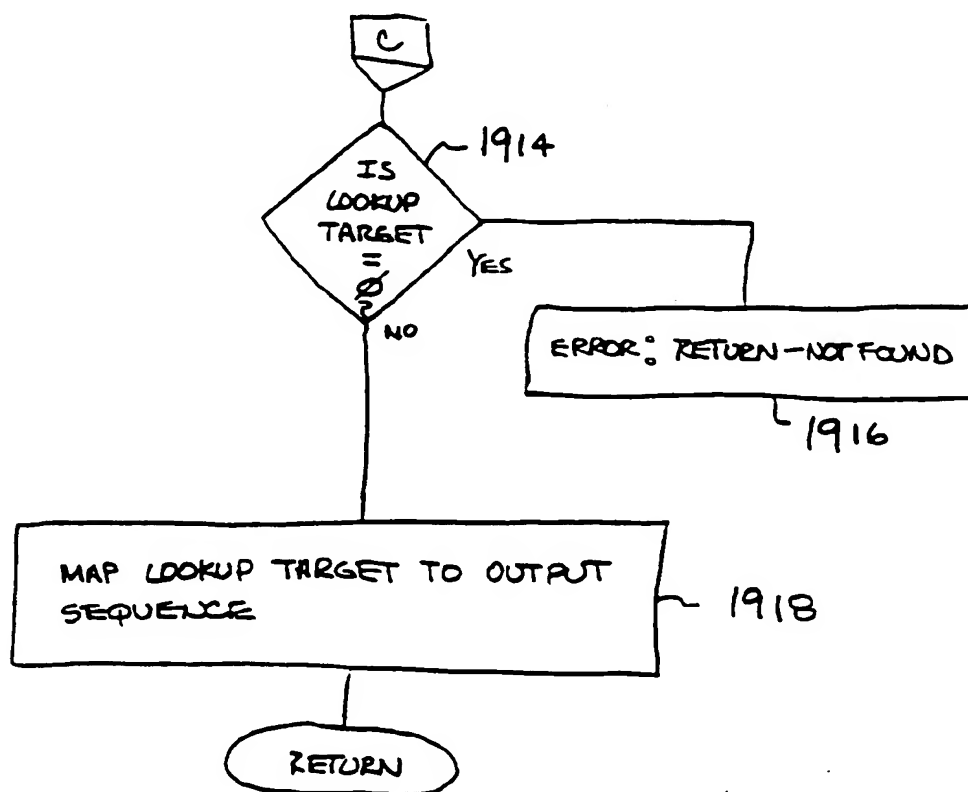 C
1914
IS
LOOKUP
TARGET
=
Ø
?
YES
NO
ERROR: RETURN-NOT FOUND
1916
MAP LOOKUP TARGET TO OUTPUT
SEQUENCE
1918
RETURN